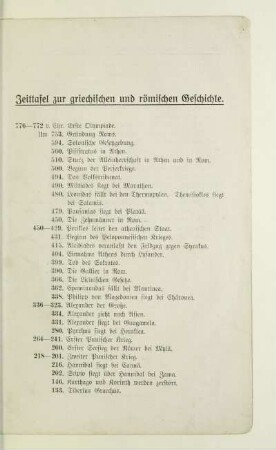 Zeittafel zur griechischen und römischen Geschichte.
776—772 v. Chr. Erste Olympiade.
Um 753. Gründung Roms.
594. Solonische Gesetzgebung.
560. Pisistratus in Athen.
510. Sturz der Alleinherrschaft in Athen und in Rom.
500. Beginn der Perserkriege.
494. Das Volkstribunat.
490. Miltiades siegt bei Marathon.
480. Leonidas fällt bei den Thermopylen. Themistokles siegt
bei Salamis.
479. Pausanias siegt bei Platää.
450. Die Zehnmänner in Rom.
450—429. Perikles leitet den athenischen Staat.
431. Beginn des Peloponnesischen Krieges.
415. Alcibiades veranlaßt den Feldzug gegen Syrakus.
404. Einnahme Athens durch Lysander.
399. Tod des Sokrates.
390. Die Gallier in Rom.
366. Die Licinischen Gesetze.
362. Epaminondas fällt bei Mantinea.
338. Philipp von Mazedonien siegt bei Chäronea.
336—323. Alexander der Große.
334. Alexander zieht nach Asien.
331. Alexander siegt bei Gaugamela.
280. Pyrrhus siegt bei Heraklea.
264—241. Erster Punischer Krieg.
260. Erster Seesieg der Römer bei Mylä.
218—201. Zweiter Punischer Krieg.
216. Hannibal siegt bei Cannä.
202. Scipio siegt über Hannibal bei Zama.
146. Karthago und Korinth werden zerstört.
133. Tiberius Gracchus.